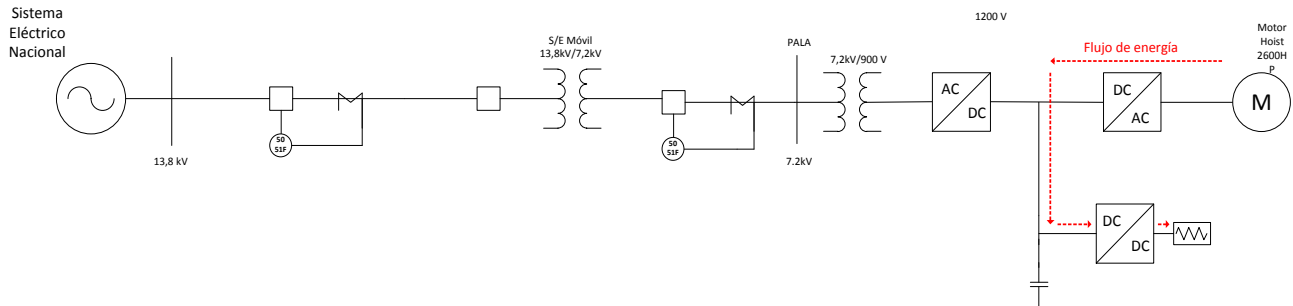 Sistema
Eléctrico
Nacional
13,8 kV
50
51F
S/E Móvil
13,8kV/7,2kV
50
51F
PALA
7.2kV
7,2kV/900 V
AC
DC
1200 V
Flujo de energía
DC
AC
Motor
Hoist
2600H
P
M
DC
DC